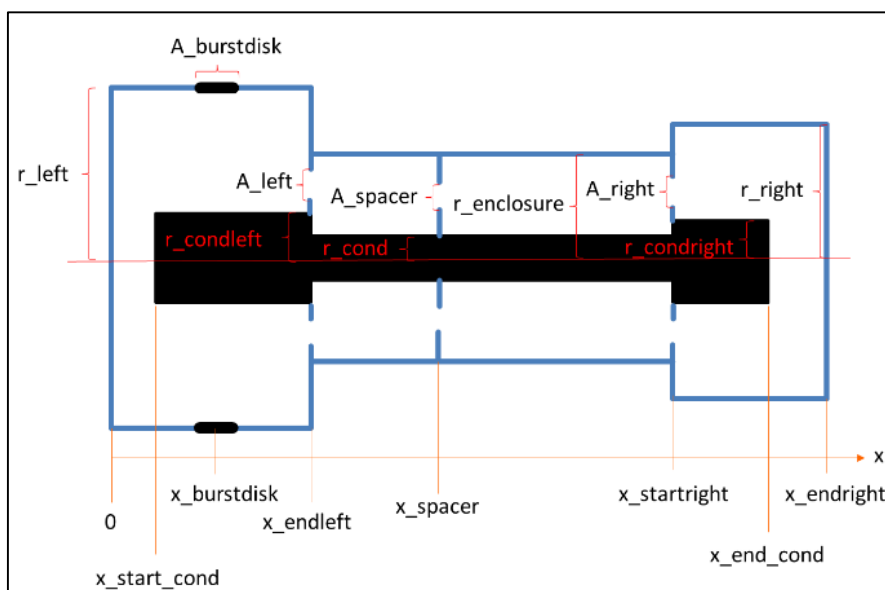 A_burstdisk
r_left
A_left
A_spacer
r_enclosure
A_right
r_right
r_condleft
r_cond
r_condright
x
0
x_burstdisk
x_endleft
x_spacer
x_startright
x_endright
x_start_cond
x_end_cond